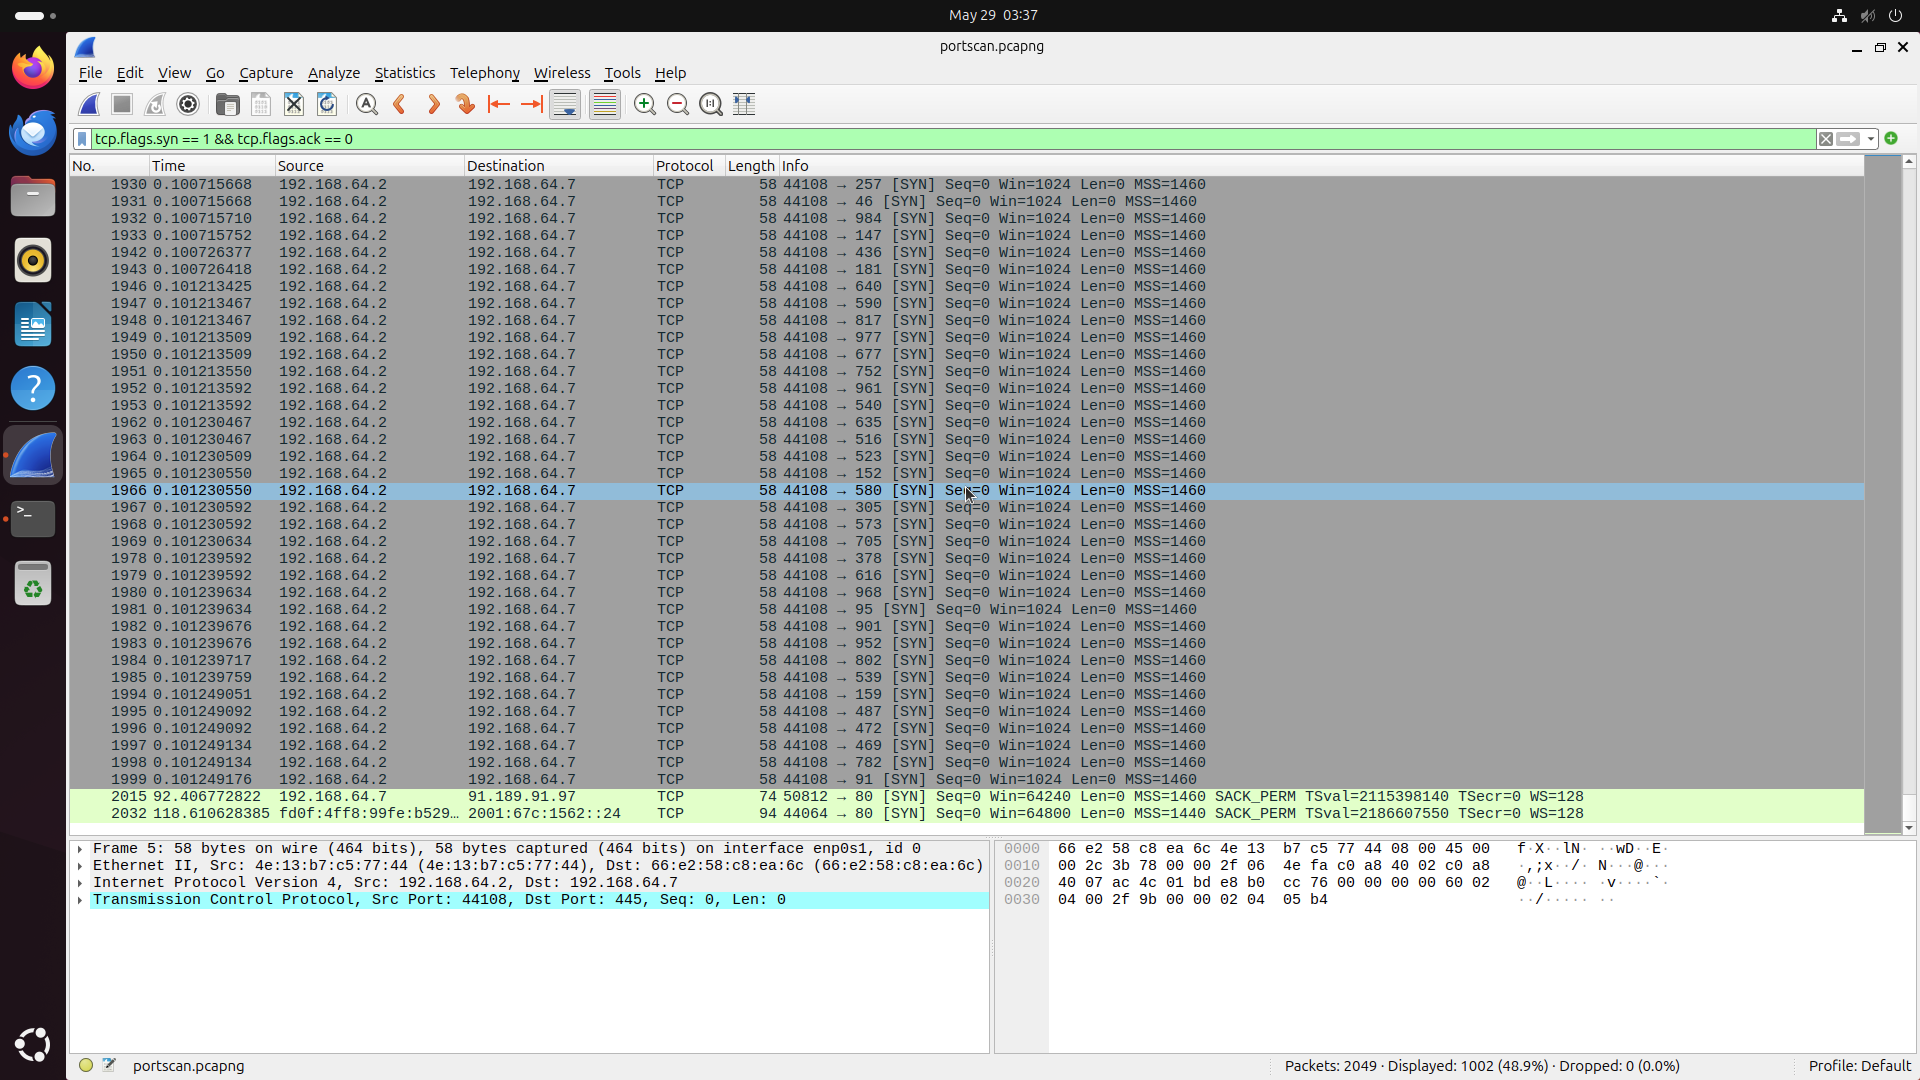 May 29 03:37
portscan.pcapng
File Edit View Go Capture Analyze Statistics Telephony Wireless Tools Help
tcp.flags.syn == 1 && tcp.flags.ack == 0
No. Time Source Destination Protocol Length Info
1930 0.100715668 192.168.64.2 192.168.64.7 TCP 58 44108 → 257 [SYN] Seq=0 Win=1024 Len=0 MSS=1460
1931 0.100715668 192.168.64.2 192.168.64.7 TCP 58 44108 → 46 [SYN] Seq=0 Win=1024 Len=0 MSS=1460
1932 0.100715710 192.168.64.2 192.168.64.7 TCP 58 44108 → 984 [SYN] Seq=0 Win=1024 Len=0 MSS=1460
1933 0.100715752 192.168.64.2 192.168.64.7 TCP 58 44108 → 147 [SYN] Seq=0 Win=1024 Len=0 MSS=1460
1942 0.100726377 192.168.64.2 192.168.64.7 TCP 58 44108 → 436 [SYN] Seq=0 Win=1024 Len=0 MSS=1460
1943 0.100726418 192.168.64.2 192.168.64.7 TCP 58 44108 → 181 [SYN] Seq=0 Win=1024 Len=0 MSS=1460
1946 0.101213425 192.168.64.2 192.168.64.7 TCP 58 44108 → 640 [SYN] Seq=0 Win=1024 Len=0 MSS=1460
1947 0.101213467 192.168.64.2 192.168.64.7 TCP 58 44108 → 590 [SYN] Seq=0 Win=1024 Len=0 MSS=1460
1948 0.101213467 192.168.64.2 192.168.64.7 TCP 58 44108 → 817 [SYN] Seq=0 Win=1024 Len=0 MSS=1460
1949 0.101213509 192.168.64.2 192.168.64.7 TCP 58 44108 → 977 [SYN] Seq=0 Win=1024 Len=0 MSS=1460
1950 0.101213509 192.168.64.2 192.168.64.7 TCP 58 44108 → 677 [SYN] Seq=0 Win=1024 Len=0 MSS=1460
1951 0.101213550 192.168.64.2 192.168.64.7 TCP 58 44108 → 752 [SYN] Seq=0 Win=1024 Len=0 MSS=1460
1952 0.101213592 192.168.64.2 192.168.64.7 TCP 58 44108 → 961 [SYN] Seq=0 Win=1024 Len=0 MSS=1460
1953 0.101213592 192.168.64.2 192.168.64.7 TCP 58 44108 → 540 [SYN] Seq=0 Win=1024 Len=0 MSS=1460
1962 0.101230467 192.168.64.2 192.168.64.7 TCP 58 44108 → 635 [SYN] Seq=0 Win=1024 Len=0 MSS=1460
1963 0.101230467 192.168.64.2 192.168.64.7 TCP 58 44108 → 516 [SYN] Seq=0 Win=1024 Len=0 MSS=1460
1964 0.101230509 192.168.64.2 192.168.64.7 TCP 58 44108 → 523 [SYN] Seq=0 Win=1024 Len=0 MSS=1460
1965 0.101230550 192.168.64.2 192.168.64.7 TCP 58 44108 → 152 [SYN] Seq=0 Win=1024 Len=0 MSS=1460
1966 0.101230550 192.168.64.2 192.168.64.7 TCP 58 44108 → 580 [SYN] Seq=0 Win=1024 Len=0 MSS=1460
1967 0.101230592 192.168.64.2 192.168.64.7 TCP 58 44108 → 305 [SYN] Seq=0 Win=1024 Len=0 MSS=1460
1968 0.101230592 192.168.64.2 192.168.64.7 TCP 58 44108 → 573 [SYN] Seq=0 Win=1024 Len=0 MSS=1460
1969 0.101230634 192.168.64.2 192.168.64.7 TCP 58 44108 → 705 [SYN] Seq=0 Win=1024 Len=0 MSS=1460
1978 0.101239592 192.168.64.2 192.168.64.7 TCP 58 44108 → 378 [SYN] Seq=0 Win=1024 Len=0 MSS=1460
1979 0.101239592 192.168.64.2 192.168.64.7 TCP 58 44108 → 616 [SYN] Seq=0 Win=1024 Len=0 MSS=1460
1980 0.101239634 192.168.64.2 192.168.64.7 TCP 58 44108 → 968 [SYN] Seq=0 Win=1024 Len=0 MSS=1460
1981 0.101239634 192.168.64.2 192.168.64.7 TCP 58 44108 → 95 [SYN] Seq=0 Win=1024 Len=0 MSS=1460
1982 0.101239676 192.168.64.2 192.168.64.7 TCP 58 44108 → 901 [SYN] Seq=0 Win=1024 Len=0 MSS=1460
1983 0.101239676 192.168.64.2 192.168.64.7 TCP 58 44108 → 952 [SYN] Seq=0 Win=1024 Len=0 MSS=1460
1984 0.101239717 192.168.64.2 192.168.64.7 TCP 58 44108 → 802 [SYN] Seq=0 Win=1024 Len=0 MSS=1460
1985 0.101239759 192.168.64.2 192.168.64.7 TCP 58 44108 → 539 [SYN] Seq=0 Win=1024 Len=0 MSS=1460
1994 0.101249051 192.168.64.2 192.168.64.7 TCP 58 44108 → 159 [SYN] Seq=0 Win=1024 Len=0 MSS=1460
1995 0.101249092 192.168.64.2 192.168.64.7 TCP 58 44108 → 487 [SYN] Seq=0 Win=1024 Len=0 MSS=1460
1996 0.101249092 192.168.64.2 192.168.64.7 TCP 58 44108 → 472 [SYN] Seq=0 Win=1024 Len=0 MSS=1460
1997 0.101249134 192.168.64.2 192.168.64.7 TCP 58 44108 → 469 [SYN] Seq=0 Win=1024 Len=0 MSS=1460
1998 0.101249134 192.168.64.2 192.168.64.7 TCP 58 44108 → 782 [SYN] Seq=0 Win=1024 Len=0 MSS=1460
1999 0.101249176 192.168.64.2 192.168.64.7 TCP 58 44108 → 91 [SYN] Seq=0 Win=1024 Len=0 MSS=1460
2015 92.406772822 192.168.64.7 91.189.91.97 TCP 74 50812 → 80 [SYN] Seq=0 Win=64240 Len=0 MSS=1460 SACK_PERM TSval=2115398140 TSecr=0 WS=128
2032 118.610628385 fd0f:4ff8:99fe:b529… 2001:67c:1562::24 TCP 94 44064 → 80 [SYN] Seq=0 Win=64800 Len=0 MSS=1440 SACK_PERM TSval=2186607550 TSecr=0 WS=128
Frame 5: 58 bytes on wire (464 bits), 58 bytes captured (464 bits) on interface enp0s1, id 0
Ethernet II, Src: 4e:13:b7:c5:77:44 (4e:13:b7:c5:77:44), Dst: 66:e2:58:c8:ea:6c (66:e2:58:c8:ea:6c)
Internet Protocol Version 4, Src: 192.168.64.2, Dst: 192.168.64.7
Transmission Control Protocol, Src Port: 44108, Dst Port: 445, Seq: 0, Len: 0
0000 66 e2 58 c8 ea 6c 4e 13 b7 c5 77 44 08 00 45 00 f·X··lN· ··wD··E·
0010 00 2c 3b 78 00 00 2f 06 4e fa c0 a8 40 02 c0 a8 ·,;x··/· N···@···
0020 40 07 ac 4c 01 bd e8 b0 cc 76 00 00 00 00 60 02 @··L···· ·v····`·
0030 04 00 2f 9b 00 00 02 04 05 b4 ··/····· ··
portscan.pcapng
Packets: 2049 · Displayed: 1002 (48.9%) · Dropped: 0 (0.0%)
Profile: Default